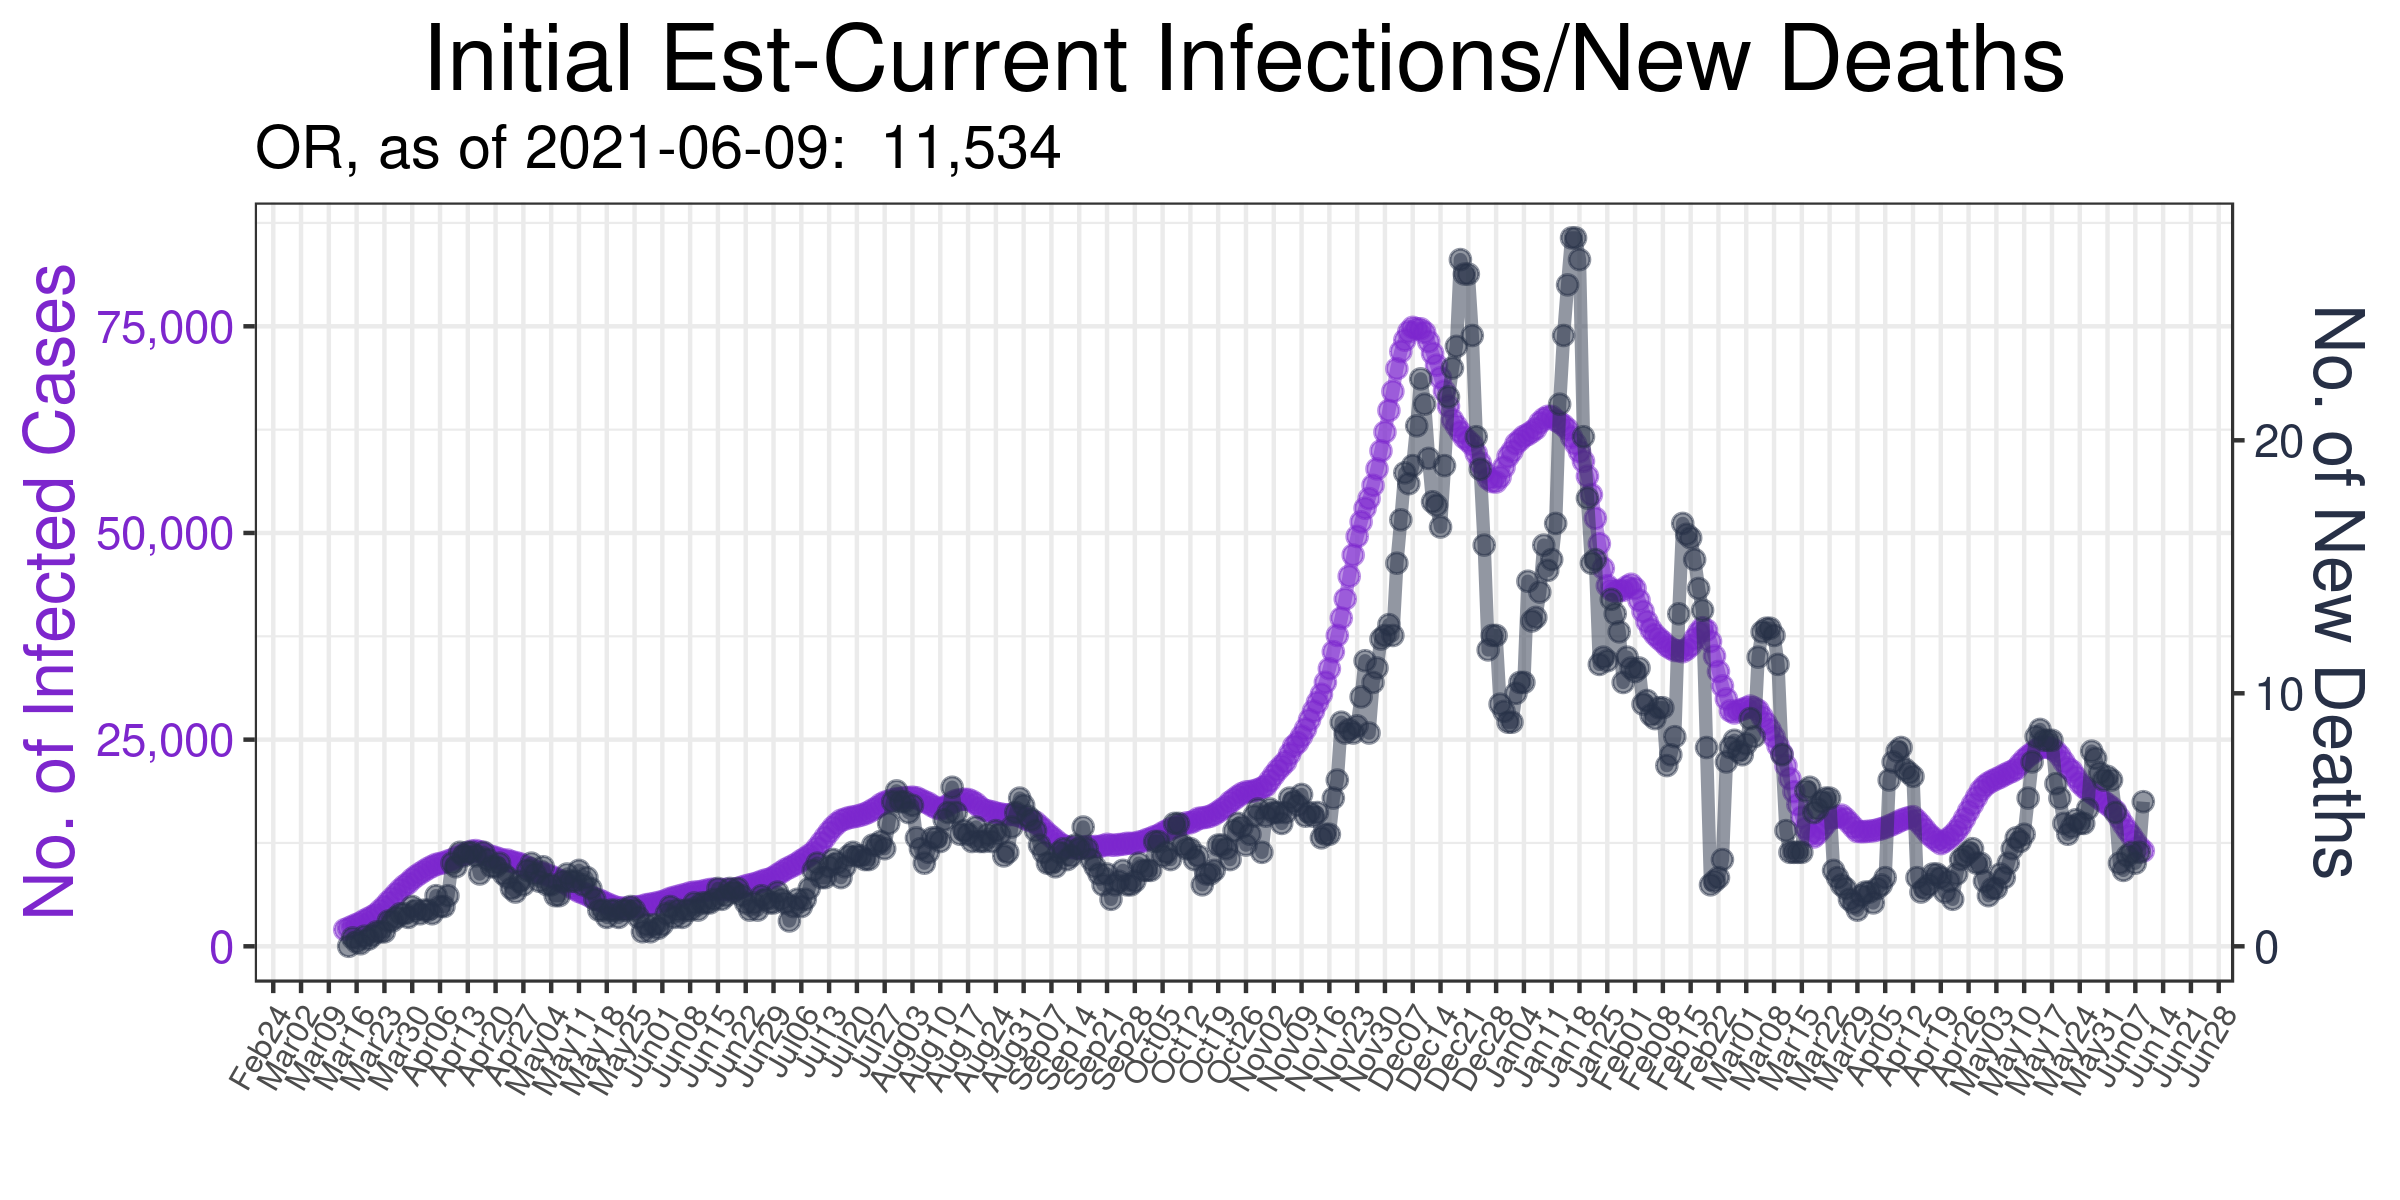 Initial Est-Current Infections/New Deaths
OR, as of 2021-06-09: 11,534
No. of Infected Cases
75,000
50,000
25,000
0
20
10
0
No. of New Deaths
Feb24
Mar02
Mar09
Mar16
Mar23
Mar30
Apr06
Apr13
Apr20
Apr27
May04
May11
May18
May25
Jun01
Jun08
Jun15
Jun22
Jun29
Jul06
Jul13
Jul20
Jul27
Aug03
Aug10
Aug17
Aug24
Aug31
Sep07
Sep14
Sep21
Sep28
Oct05
Oct12
Oct19
Oct26
Nov02
Nov09
Nov16
Nov23
Nov30
Dec07
Dec14
Dec21
Dec28
Jan04
Jan11
Jan18
Jan25
Feb01
Feb08
Feb15
Feb22
Mar01
Mar08
Mar15
Mar22
Mar29
Apr05
Apr12
Apr19
Apr26
May03
May10
May17
May24
May31
Jun07
Jun14
Jun21
Jun28